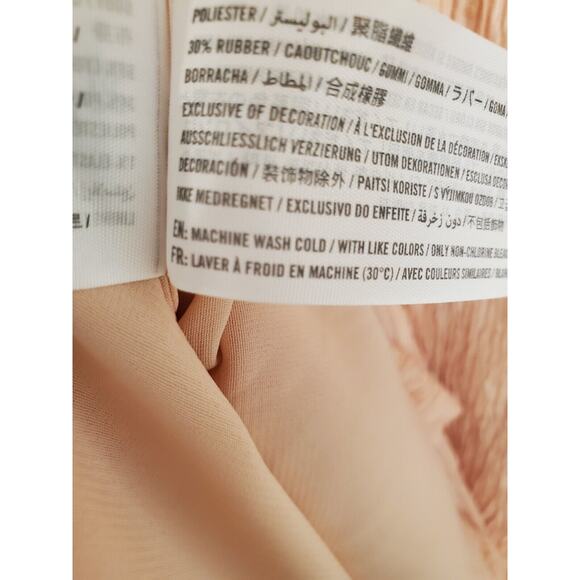 POLIESTER / البوليستر / 聚脂纖維
30% RUBBER / CAOUTCHOUC / GUMMI / GOMMA / ラバー / GOMA
BORRACHA / المطاط / 合成橡膠
EXCLUSIVE OF DECORATION / À L'EXCLUSION DE LA DÉCORATION /
AUSSCHLIESSLICH VERZIERUNG / UTOM DEKORATIONEN / ESCLUSA
DECORACIÓN / 裝飾物除外 / PAITSI KORISTE / S VÝJIMKOU OZDOB /
IKKE MEDREGNET / EXCLUSIVO DO ENFEITE / دون زخرفة / 不包括飾物
EN: MACHINE WASH COLD / WITH LIKE COLORS / ONLY NON-CHLORINE
FR: LAVER À FROID EN MACHINE (30°C) / AVEC COULEURS SIMILAIRES /